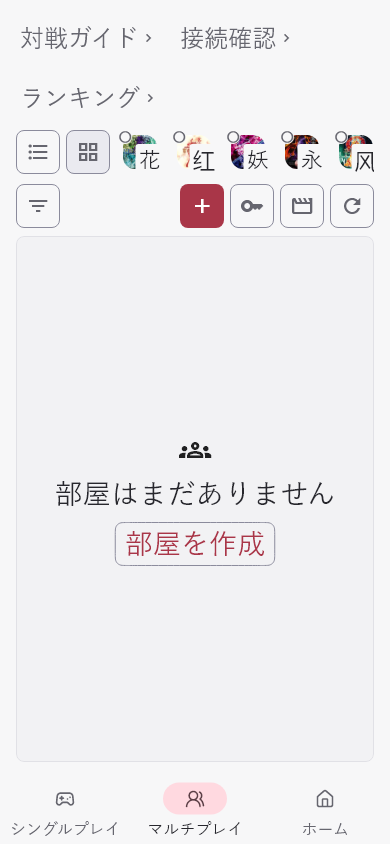 対戦ガイド 接続確認
ランキング
花 红 妖 永 风
部屋はまだありません
部屋を作成
シングルプレイ マルチプレイ ホーム